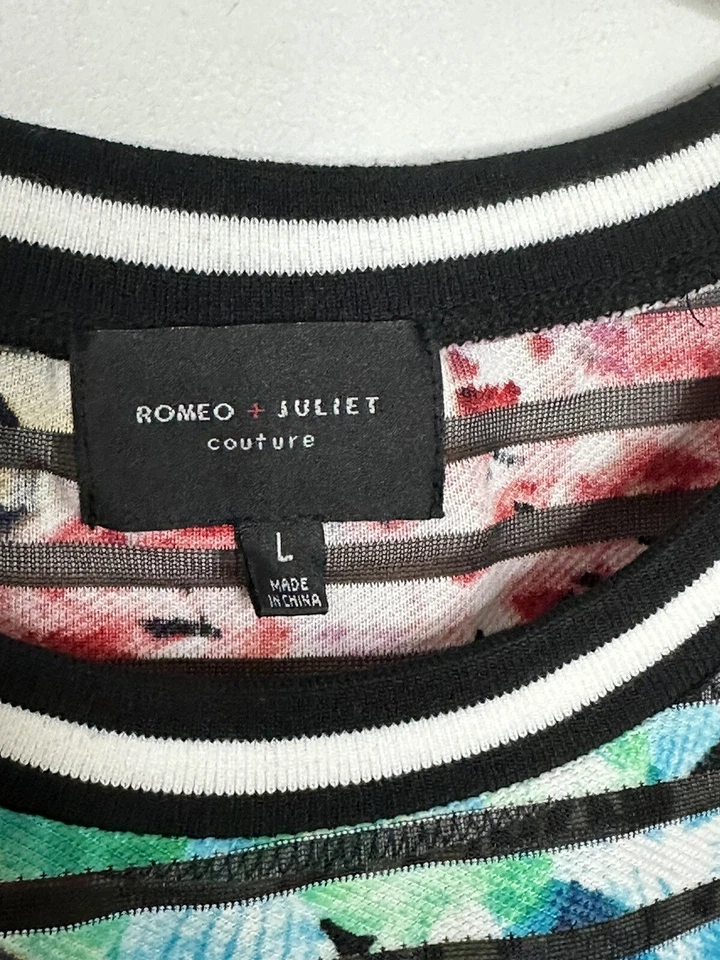 ROMEO + JULIET
couture
L
MADE
IN CHINA